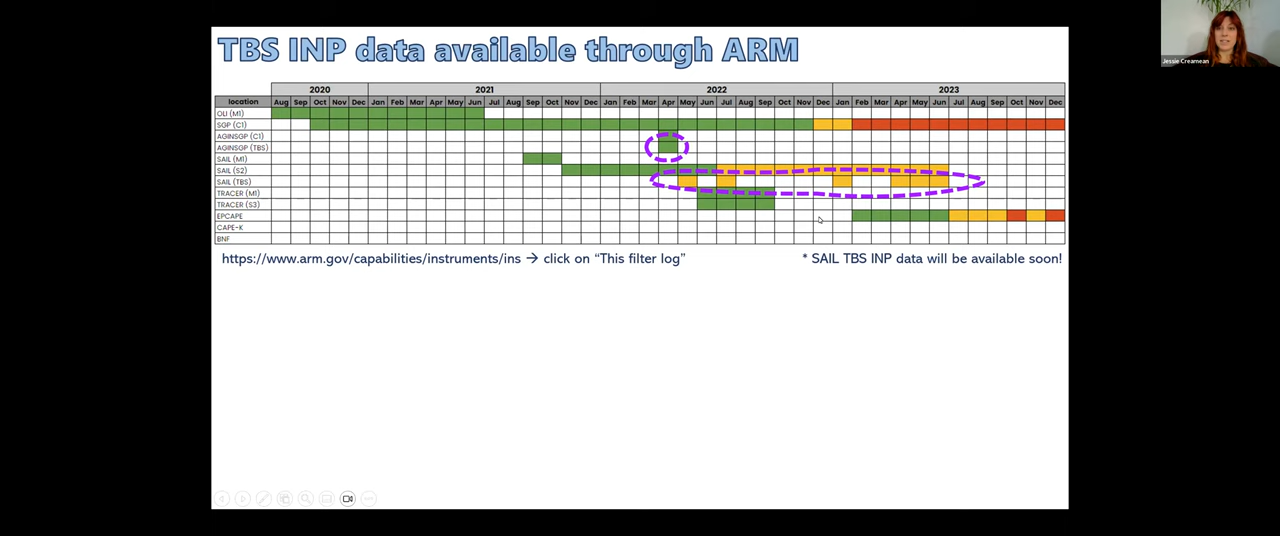 TBS INP data available through ARM
Jessie Creamean
2020 2021 2022 2023
location Aug Sep Oct Nov Dec Jan Feb Mar Apr May Jun Jul Aug Sep Oct Nov Dec Jan Feb Mar Apr May Jun Jul Aug Sep Oct Nov Dec Jan Feb Mar Apr May Jun Jul Aug Sep Oct Nov Dec
OLI (M1)
SGP (C1)
AGINSGP (C1)
AGINSGP (TBS)
SAIL (M1)
SAIL (S2)
SAIL (TBS)
TRACER (M1)
TRACER (S3)
EPCAPE
CAPE-K
BNF
https://www.arm.gov/capabilities/instruments/ins → click on “This filter log”
* SAIL TBS INP data will be available soon!